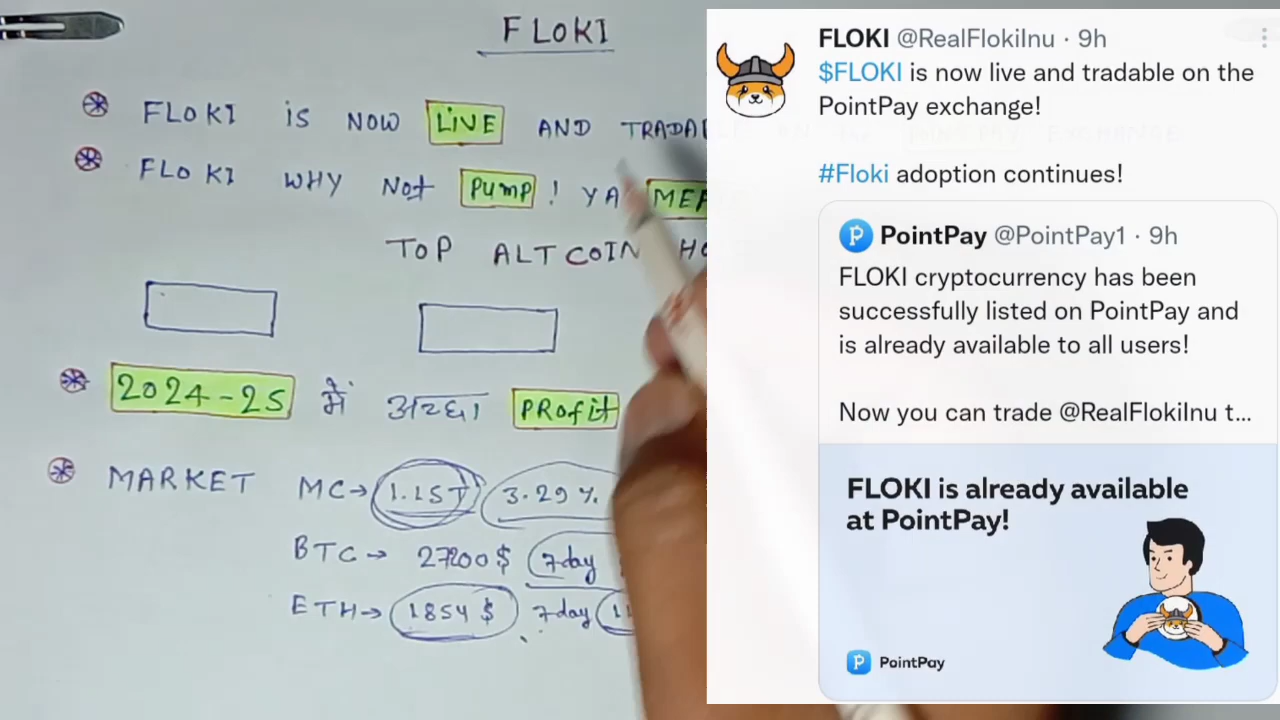 FLOKI
FLOKI is NOW LiVE AND TRADABLE
FLOKI WHY Not PUMP! YA
TOP ALTCOIN
2024-25 में अच्छा PROfit
MARKET MC→ 1.15T 3.29%
BTC→ 27200$ 7day
ETH→ 1854$ 7day
FLOKI @RealFlokiInu · 9h
$FLOKI is now live and tradable on the
PointPay exchange!
#Floki adoption continues!
PointPay @PointPay1 · 9h
FLOKI cryptocurrency has been
successfully listed on PointPay and
is already available to all users!
Now you can trade @RealFlokiInu t...
FLOKI is already available
at PointPay!
PointPay